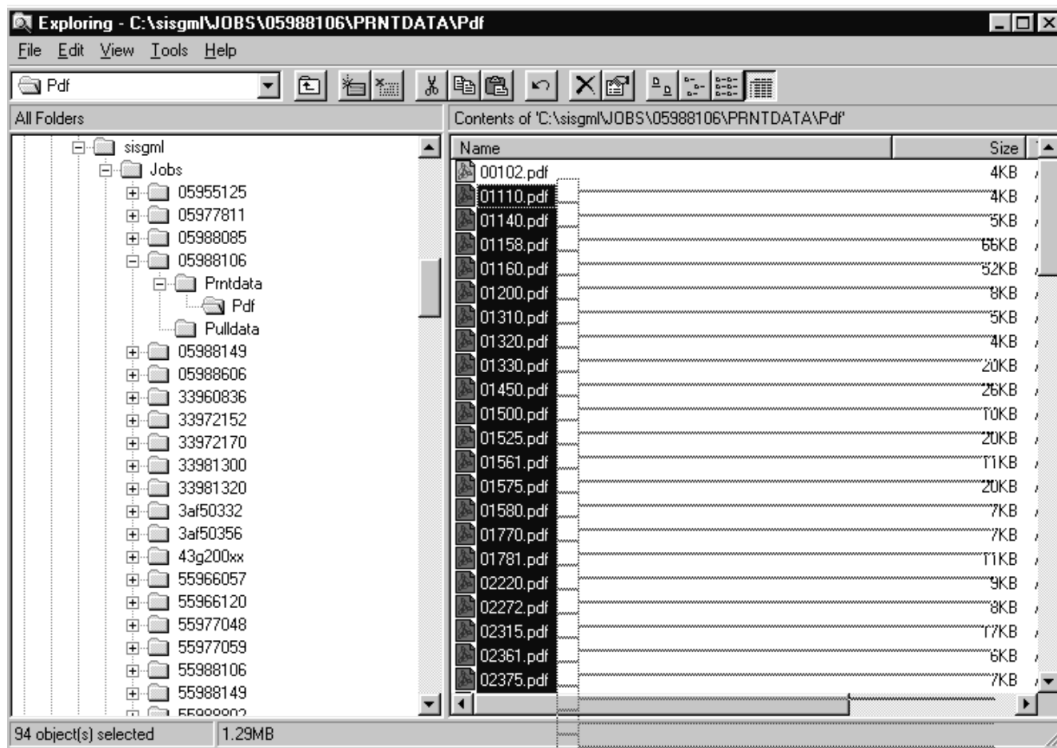 Exploring - C:\sisgml\JOBS\05988106\PRNTDATA\Pdf
File Edit View Tools Help
Pdf
All Folders
Contents of 'C:\sisgml\JOBS\05988106\PRNTDATA\Pdf'
sisgml
Jobs
05955125
05977811
05988085
05988106
Prntdata
Pdf
Pulldata
05988149
05988606
33960836
33972152
33972170
33981300
33981320
3af50332
3af50356
43g200xx
55966057
55966120
55977048
55977059
55988106
55988149
Name Size
00102.pdf 4KB
01110.pdf 4KB
01140.pdf 5KB
01158.pdf 66KB
01160.pdf 52KB
01200.pdf 8KB
01310.pdf 5KB
01320.pdf 4KB
01330.pdf 20KB
01450.pdf 26KB
01500.pdf 10KB
01525.pdf 20KB
01561.pdf 11KB
01575.pdf 20KB
01580.pdf 7KB
01770.pdf 7KB
01781.pdf 11KB
02220.pdf 9KB
02272.pdf 8KB
02315.pdf 17KB
02361.pdf 6KB
02375.pdf 7KB
94 object(s) selected 1.29MB